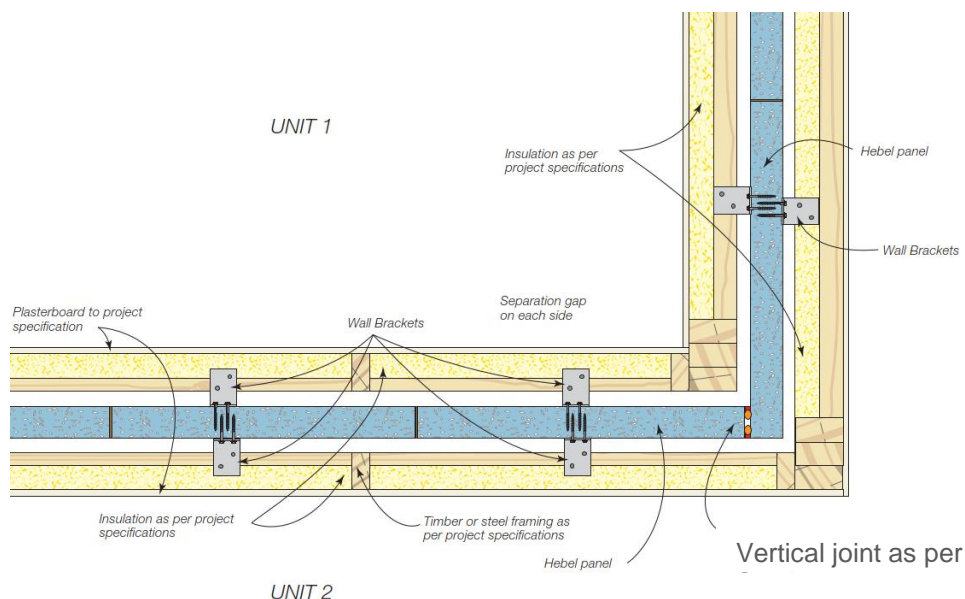 UNIT 1
Insulation as per
project specifications
Hebel panel
Wall Brackets
Plasterboard to project
specification
Wall Brackets
Separation gap
on each side
Insulation as per project
specifications
Timber or steel framing as
per project specifications
Hebel panel
Vertical joint as per
UNIT 2